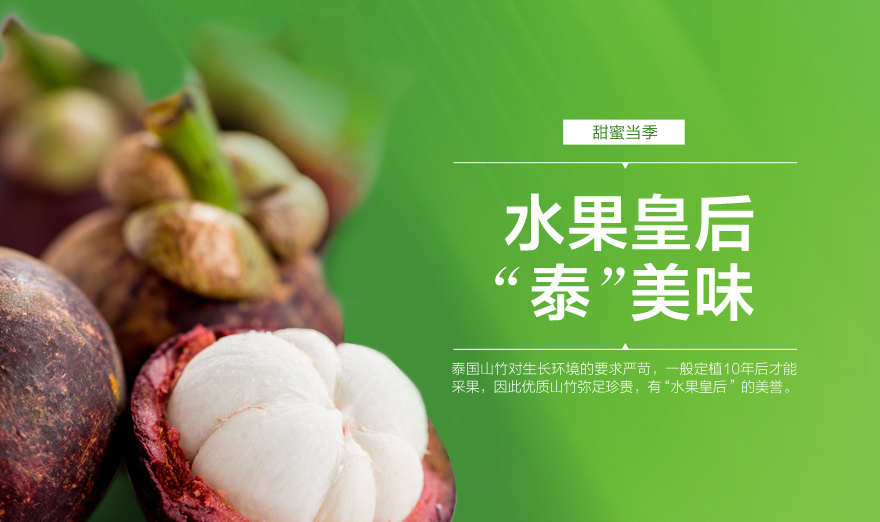 甜蜜当季
水果皇后
“泰”美味
泰国山竹对生长环境的要求严苛，一般定植10年后才能
采果，因此优质山竹弥足珍贵，有“水果皇后”的美誉。